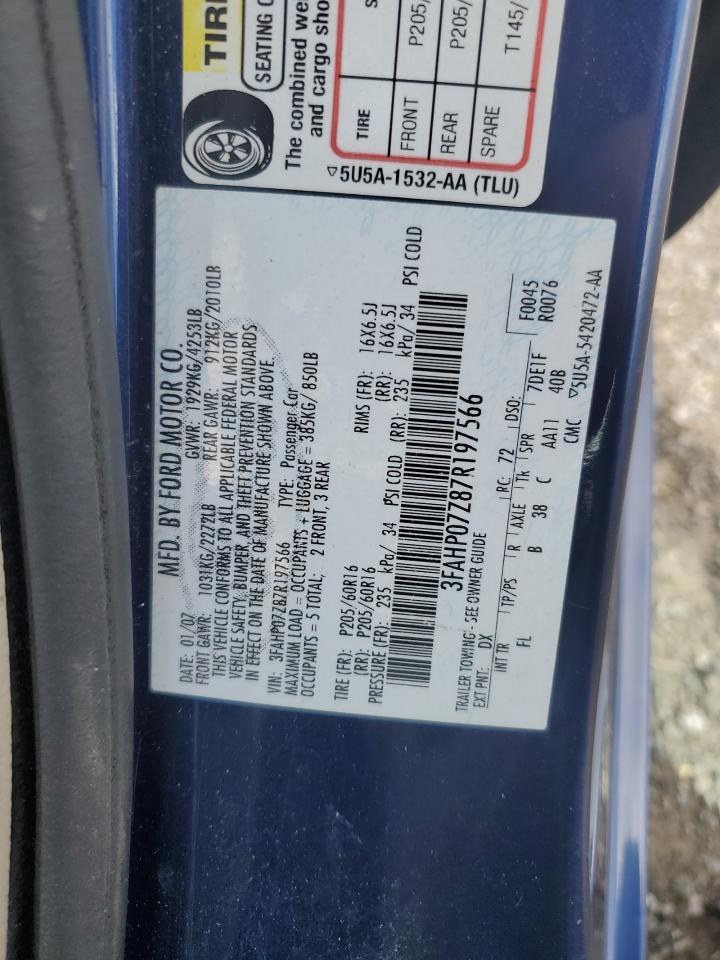 TIRE
SEATING
The combined
and cargo
TIRE
FRONT P205/
REAR P205/
SPARE T145/
5U5A-1532-AA (TLU)
MFD. BY FORD MOTOR CO.
DATE: 01/07 GVWR: 1929KG/4253LB
FRONT GAWR: 1031KG/2272LB REAR GAWR: 912KG/2010LB
THIS VEHICLE CONFORMS TO ALL APPLICABLE FEDERAL MOTOR
VEHICLE SAFETY, BUMPER, AND THEFT PREVENTION STANDARDS
IN EFFECT ON THE DATE OF MANUFACTURE SHOWN ABOVE.
VIN: 3FAHP07Z87R197566 TYPE: Passenger Car
MAXIMUM LOAD = OCCUPANTS + LUGGAGE = 385KG/ 850LB
OCCUPANTS = 5 TOTAL; 2 FRONT, 3 REAR
TIRE (FR): P205/60R16 RIMS (FR): 16X6.5J
(RR): P205/60R16 (RR): 16X6.5J
PRESSURE (FR): 235 kPa/ 34 PSI COLD (RR): 235 kPa/ 34 PSI COLD
3FAHP07Z87R197566
TRAILER TOWING - SEE OWNER GUIDE
EXT PNT: DX RC: 72 DSO: F0045
R0076
INT TR TP/PS R AXLE Tk SPR 7DE1F
FL B 38 C AA11 40B
CMC 5U5A-5420472-AA